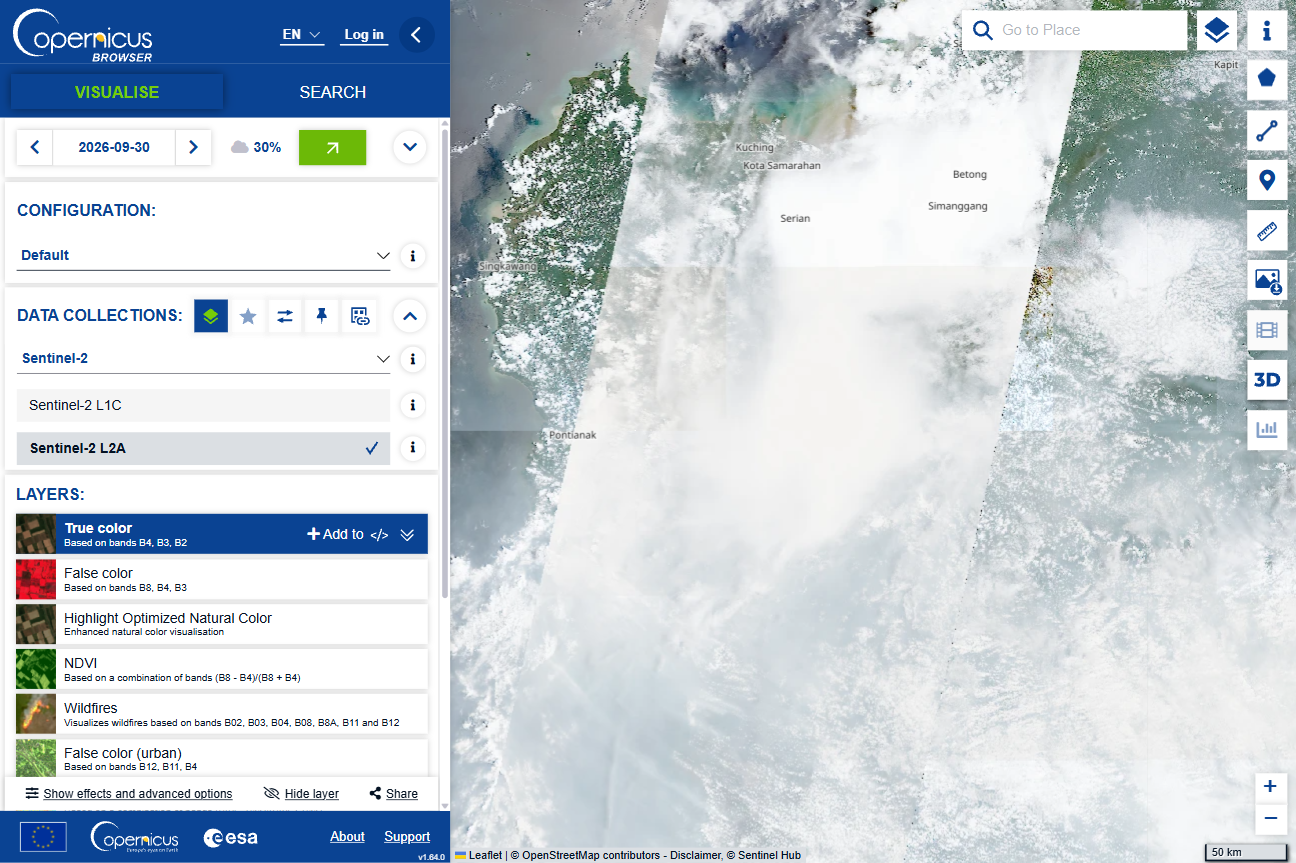 Copernicus
BROWSER
EN
Log in
VISUALISE
SEARCH
2026-09-30
30%
CONFIGURATION:
Default
DATA COLLECTIONS:
Sentinel-2
Sentinel-2 L1C
Sentinel-2 L2A
LAYERS:
True color
Based on bands B4, B3, B2
Add to </>
False color
Based on bands B8, B4, B3
Highlight Optimized Natural Color
Enhanced natural color visualisation
NDVI
Based on a combination of bands (B8 - B4)/(B8 + B4)
Wildfires
Visualizes wildfires based on bands B02, B03, B04, B08, B8A, B11 and B12
False color (urban)
Based on bands B12, B11, B4
Show effects and advanced options
Hide layer
Share
Copernicus
Europe's eyes on Earth
esa
About
Support
v1.64.0
Go to Place
Kapit
Kuching
Kota Samarahan
Betong
Simanggang
Serian
Singkawang
Pontianak
3D
Leaflet | © OpenStreetMap contributors - Disclaimer, © Sentinel Hub
50 km